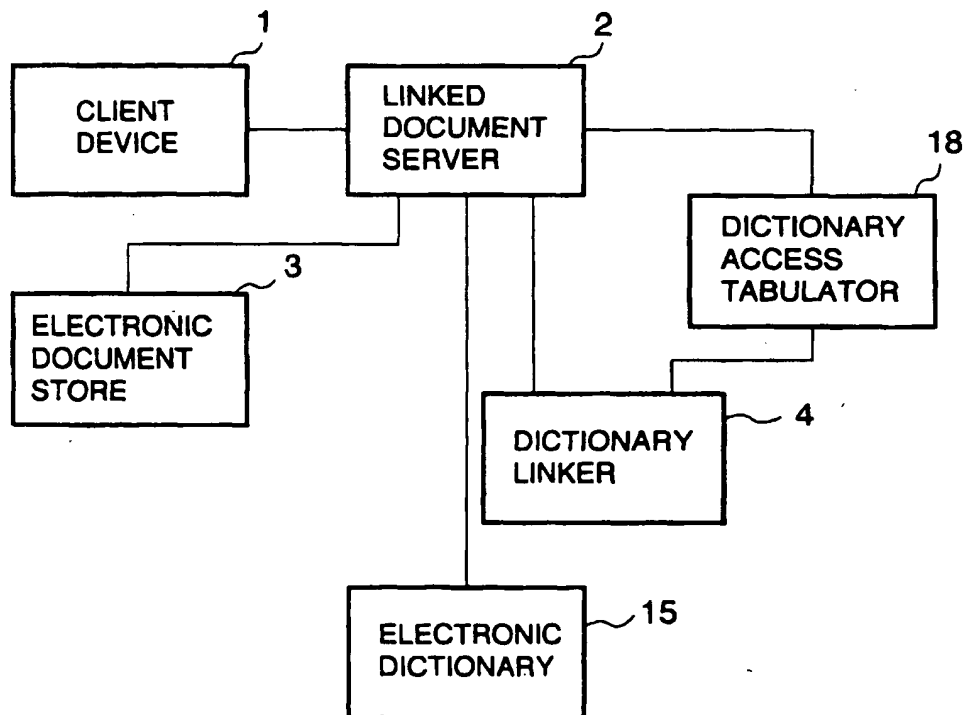 1
CLIENT
DEVICE
2
LINKED
DOCUMENT
SERVER
18
DICTIONARY
ACCESS
TABULATOR
3
ELECTRONIC
DOCUMENT
STORE
4
DICTIONARY
LINKER
15
ELECTRONIC
DICTIONARY